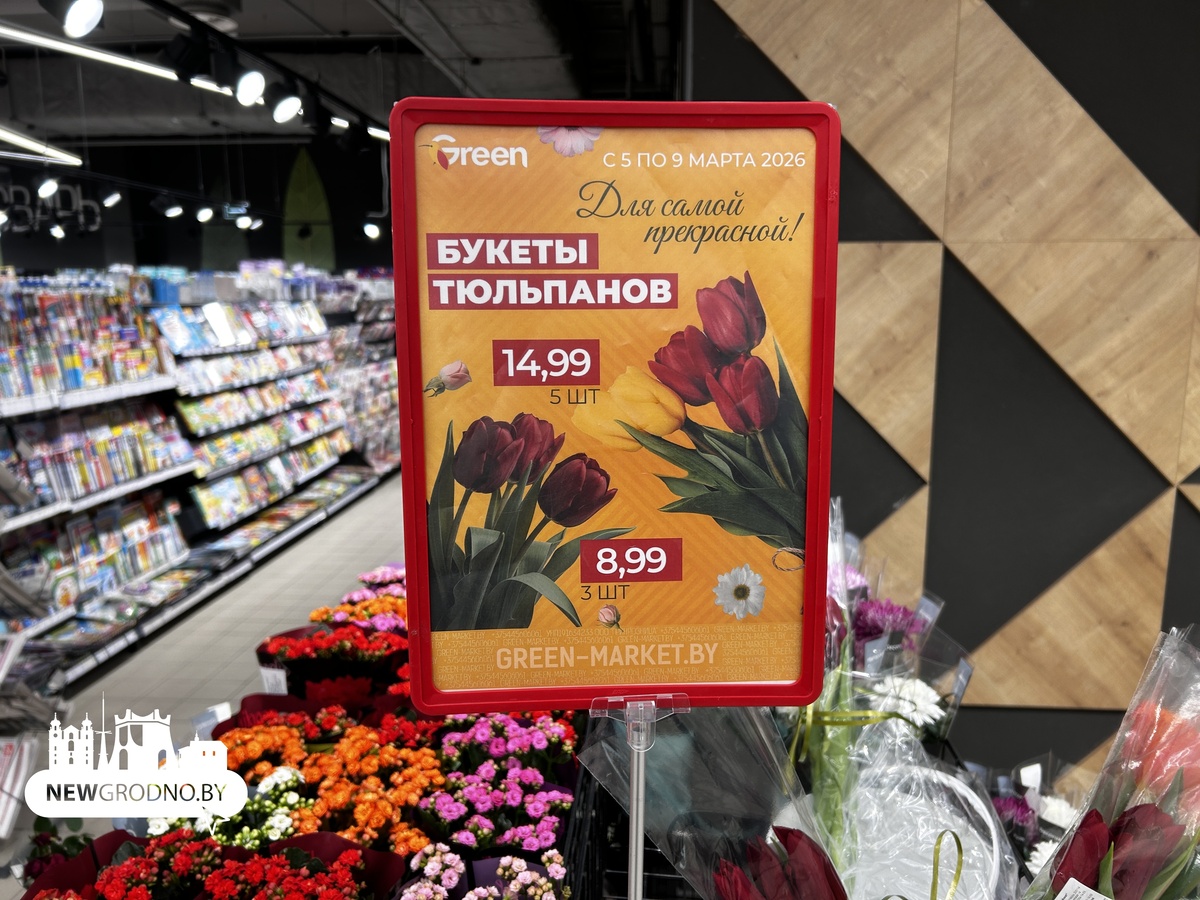 Green
С 5 ПО 9 МАРТА 2026
Для самой
прекрасной!
БУКЕТЫ
ТЮЛЬПАНОВ
14,99
5 ШТ
8,99
3 ШТ
GREEN-MARKET.BY
NEWGRODNO.BY